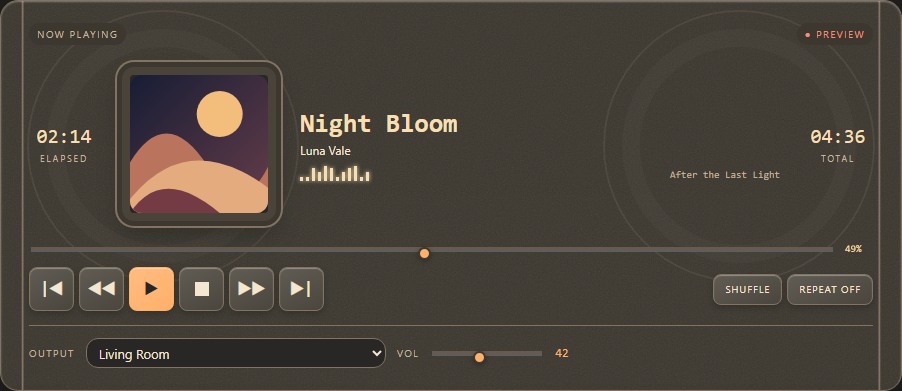 NOW PLAYING
PREVIEW
02:14
ELAPSED
Night Bloom
Luna Vale
04:36
TOTAL
After the Last Light
49%
SHUFFLE
REPEAT OFF
OUTPUT
Living Room
VOL
42